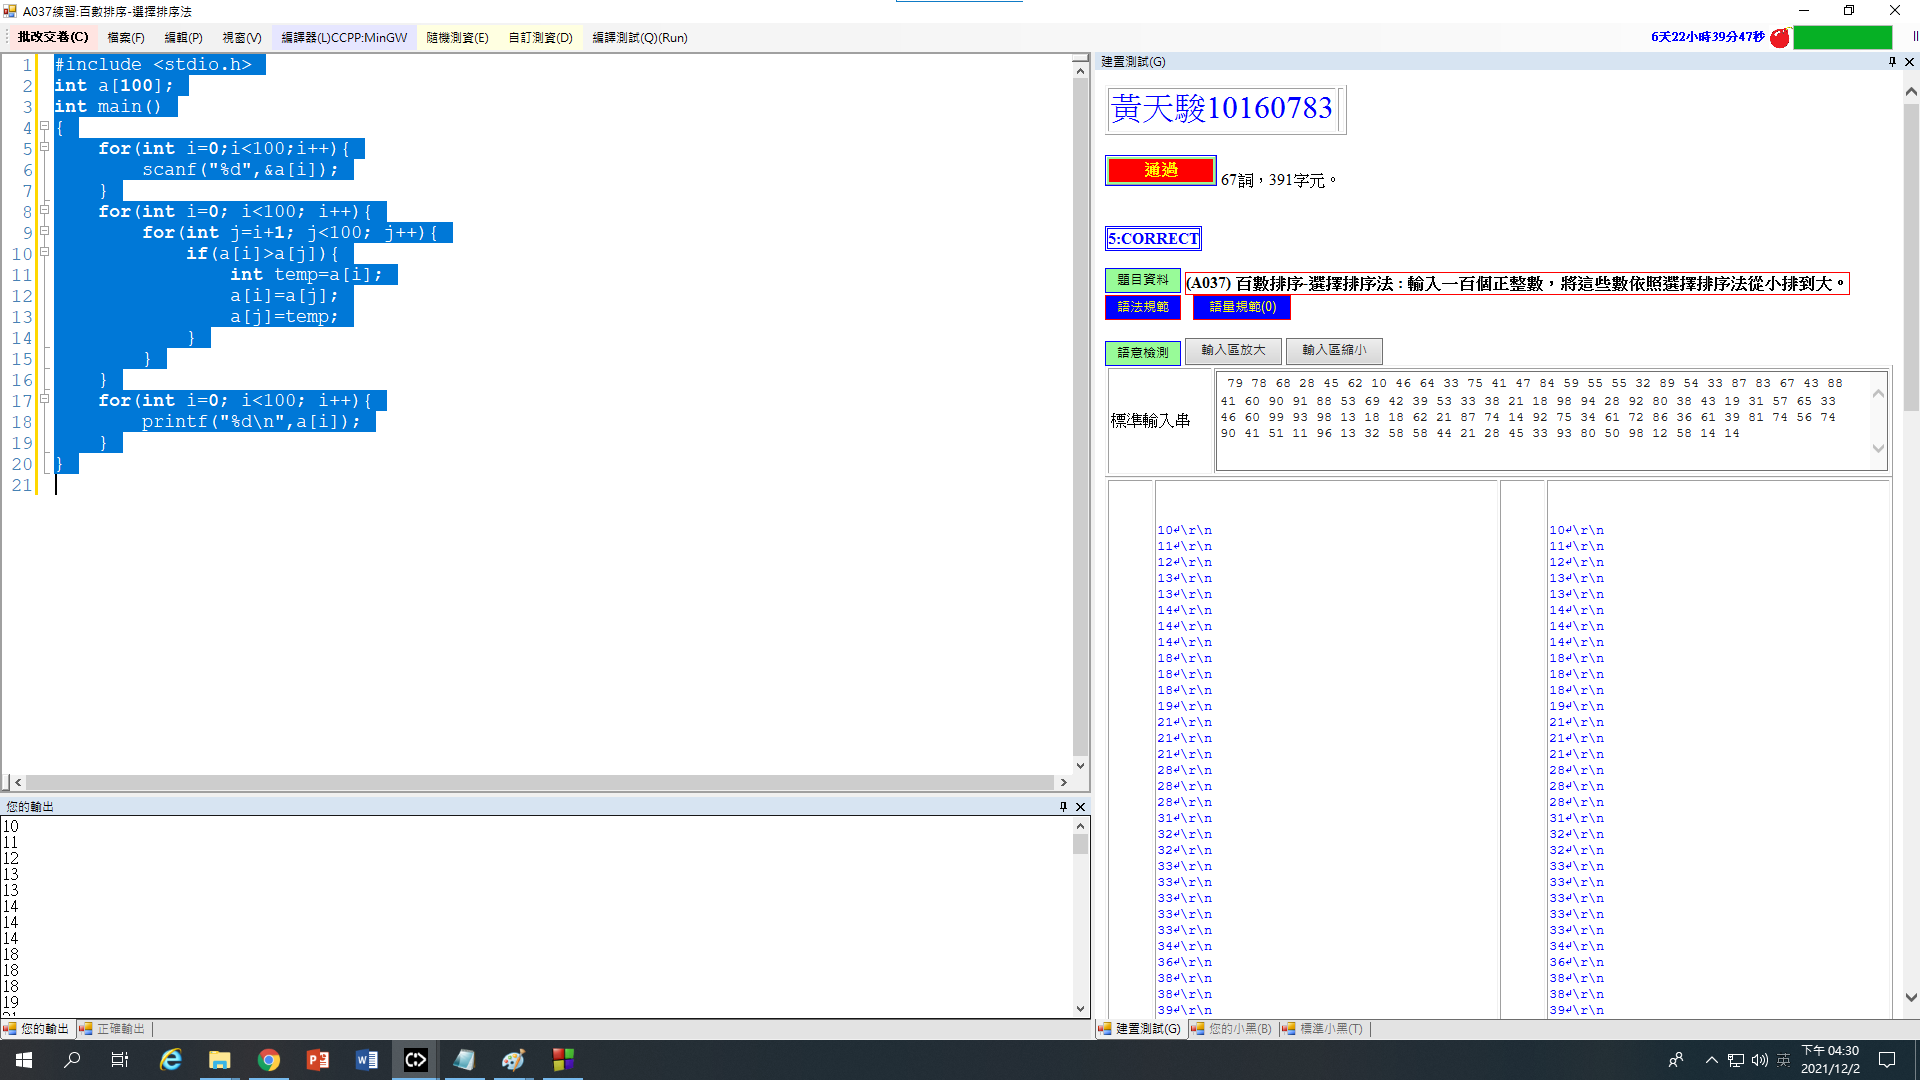 A037練習:百數排序-選擇排序法
批改交卷(C) 檔案(F) 編輯(P) 視窗(V) 編譯器(L)CCPP:MinGW 隨機測資(E) 自訂測資(D) 編譯測試(Q)(Run) 6天22小時39分47秒
1 #include <stdio.h>
2 int a[100];
3 int main()
4 {
5 for(int i=0;i<100;i++){
6 scanf("%d",&a[i]);
7 }
8 for(int i=0; i<100; i++){
9 for(int j=i+1; j<100; j++){
10 if(a[i]>a[j]){
11 int temp=a[i];
12 a[i]=a[j];
13 a[j]=temp;
14 }
15 }
16 }
17 for(int i=0; i<100; i++){
18 printf("%d\n",a[i]);
19 }
20 }
21
您的輸出
10
11
12
13
13
14
14
14
18
18
18
19
您的輸出 正確輸出
建置測試(G)
黃天駿10160783
通過 67詞，391字元。
5:CORRECT
題目資料 (A037) 百數排序-選擇排序法 : 輸入一百個正整數，將這些數依照選擇排序法從小排到大。
語法規範 語量規範(0)
語意檢測 輸入區放大 輸入區縮小
標準輸入串
79 78 68 28 45 62 10 46 64 33 75 41 47 84 59 55 55 32 89 54 33 87 83 67 43 88
41 60 90 91 88 53 69 42 39 53 33 38 21 18 98 94 28 92 80 38 43 19 31 57 65 33
46 60 99 93 98 13 18 18 62 21 87 74 14 92 75 34 61 72 86 36 61 39 81 74 56 74
90 41 51 11 96 13 32 58 58 44 21 28 45 33 93 80 50 98 12 58 14 14
10↲\r\n 10↲\r\n
11↲\r\n 11↲\r\n
12↲\r\n 12↲\r\n
13↲\r\n 13↲\r\n
13↲\r\n 13↲\r\n
14↲\r\n 14↲\r\n
14↲\r\n 14↲\r\n
14↲\r\n 14↲\r\n
18↲\r\n 18↲\r\n
18↲\r\n 18↲\r\n
18↲\r\n 18↲\r\n
19↲\r\n 19↲\r\n
21↲\r\n 21↲\r\n
21↲\r\n 21↲\r\n
21↲\r\n 21↲\r\n
28↲\r\n 28↲\r\n
28↲\r\n 28↲\r\n
28↲\r\n 28↲\r\n
31↲\r\n 31↲\r\n
32↲\r\n 32↲\r\n
32↲\r\n 32↲\r\n
33↲\r\n 33↲\r\n
33↲\r\n 33↲\r\n
33↲\r\n 33↲\r\n
33↲\r\n 33↲\r\n
33↲\r\n 33↲\r\n
34↲\r\n 34↲\r\n
36↲\r\n 36↲\r\n
38↲\r\n 38↲\r\n
38↲\r\n 38↲\r\n
39↲\r\n 39↲\r\n
建置測試(G) 您的小黑(B) 標準小黑(T)
英 下午 04:30
2021/12/2